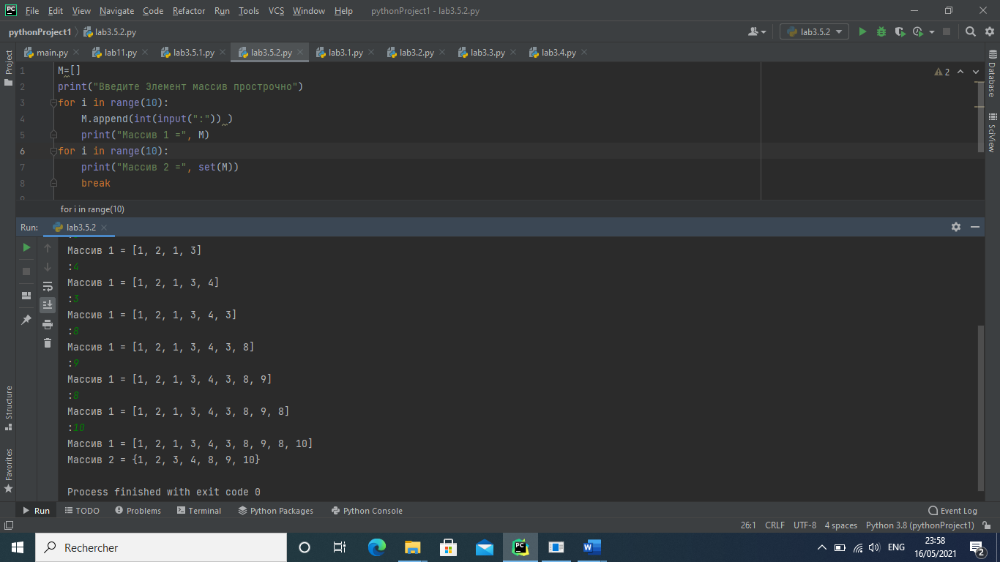 File Edit View Navigate Code Refactor Run Tools VCS Window Help pythonProject1 - lab3.5.2.py
pythonProject1 lab3.5.2.py lab3.5.2
main.py lab11.py lab3.5.1.py lab3.5.2.py lab3.1.py lab3.2.py lab3.3.py lab3.4.py
Project
Structure
Favorites
Database
SciView
2
1 M=[]
2 print("Введите Элемент массив прострочно")
3 for i in range(10):
4 M.append(int(input(":")) )
5 print("Массив 1 =", M)
6 for i in range(10):
7 print("Массив 2 =", set(M))
8 break
9
for i in range(10)
Run: lab3.5.2
Массив 1 = [1, 2, 1, 3]
:4
Массив 1 = [1, 2, 1, 3, 4]
:3
Массив 1 = [1, 2, 1, 3, 4, 3]
:8
Массив 1 = [1, 2, 1, 3, 4, 3, 8]
:9
Массив 1 = [1, 2, 1, 3, 4, 3, 8, 9]
:8
Массив 1 = [1, 2, 1, 3, 4, 3, 8, 9, 8]
:10
Массив 1 = [1, 2, 1, 3, 4, 3, 8, 9, 8, 10]
Массив 2 = {1, 2, 3, 4, 8, 9, 10}
Process finished with exit code 0
Run TODO Problems Terminal Python Packages Python Console Event Log
26:1 CRLF UTF-8 4 spaces Python 3.8 (pythonProject1)
Rechercher
ENG
23:58
16/05/2021
2